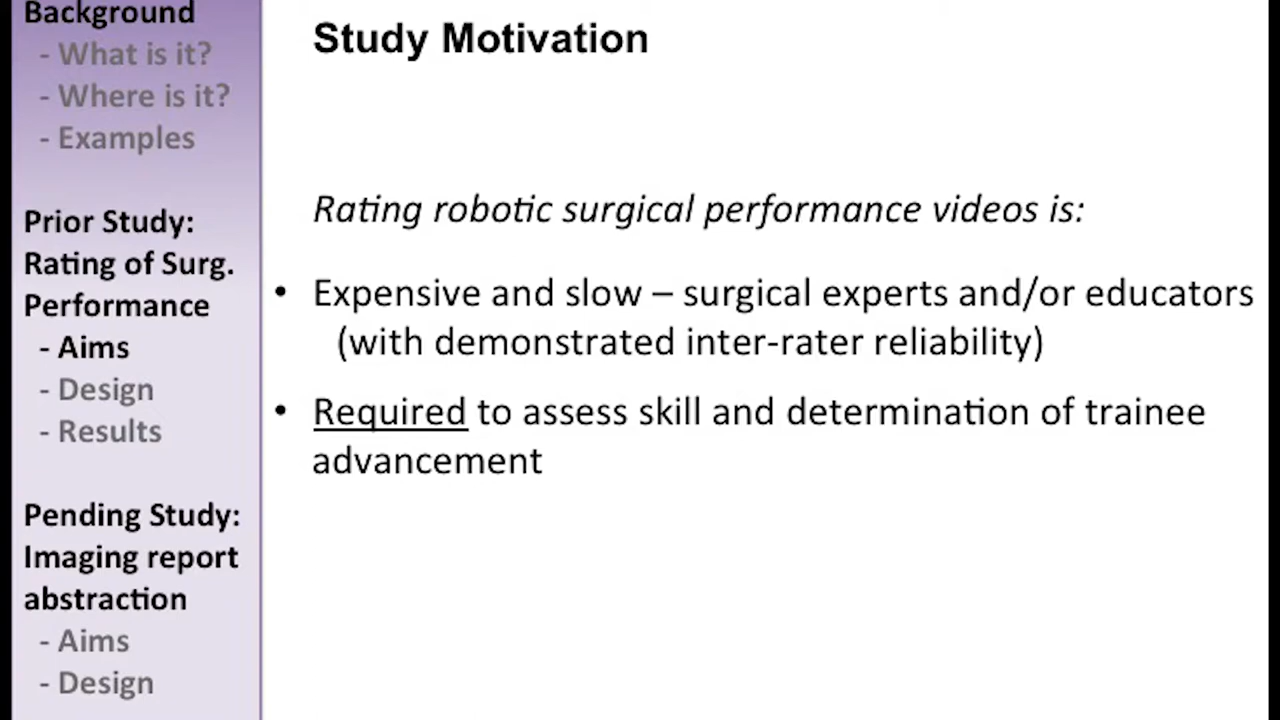 Background
- What is it?
- Where is it?
- Examples
Prior Study:
Rating of Surg.
Performance
- Aims
- Design
- Results
Pending Study:
Imaging report
abstraction
- Aims
- Design
Study Motivation
Rating robotic surgical performance videos is:
• Expensive and slow – surgical experts and/or educators
(with demonstrated inter-rater reliability)
• Required to assess skill and determination of trainee
advancement